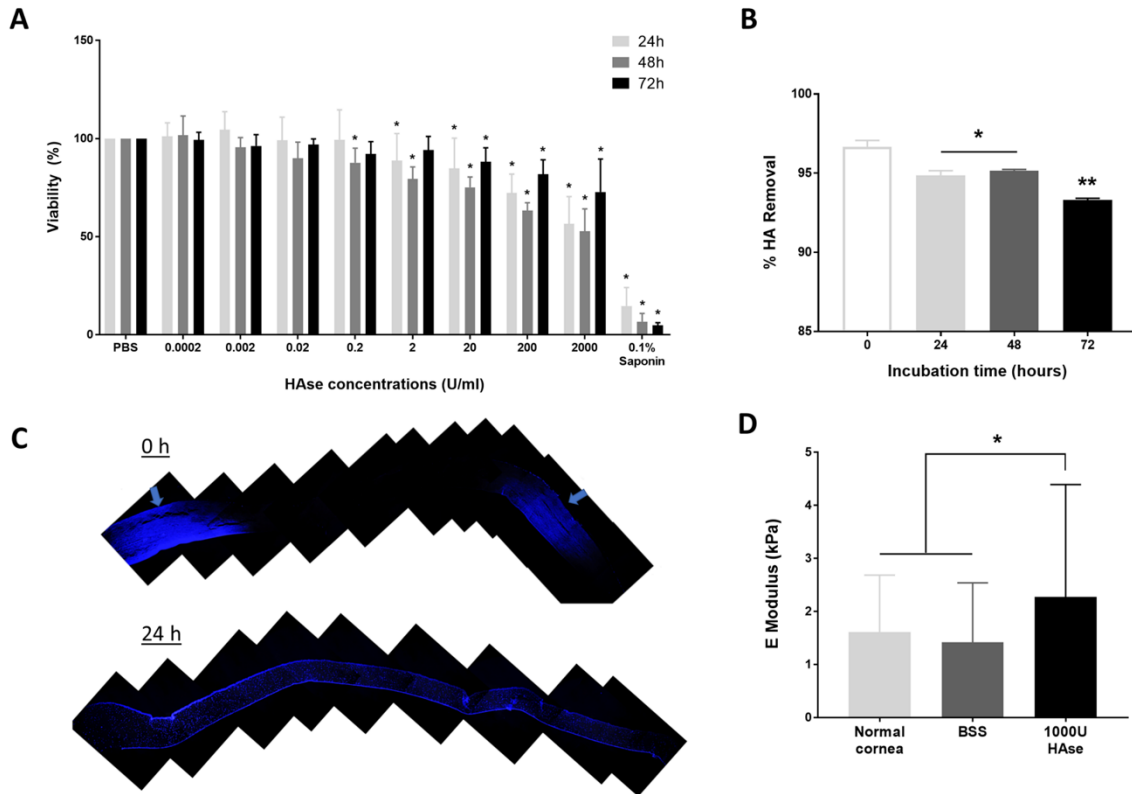 A
150
100
50
0
Viability (%)
24h
48h
72h
* * * * * * * * * * * * * * *
PBS 0.0002 0.002 0.02 0.2 2 20 200 2000 0.1% Saponin
HAse concentrations (U/ml)
B
100
95
90
85
% HA Removal
*
**
0 24 48 72
Incubation time (hours)
C
0 h
24 h
D
5
4
3
2
1
0
E Modulus (kPa)
*
Normal cornea BSS 1000U HAse